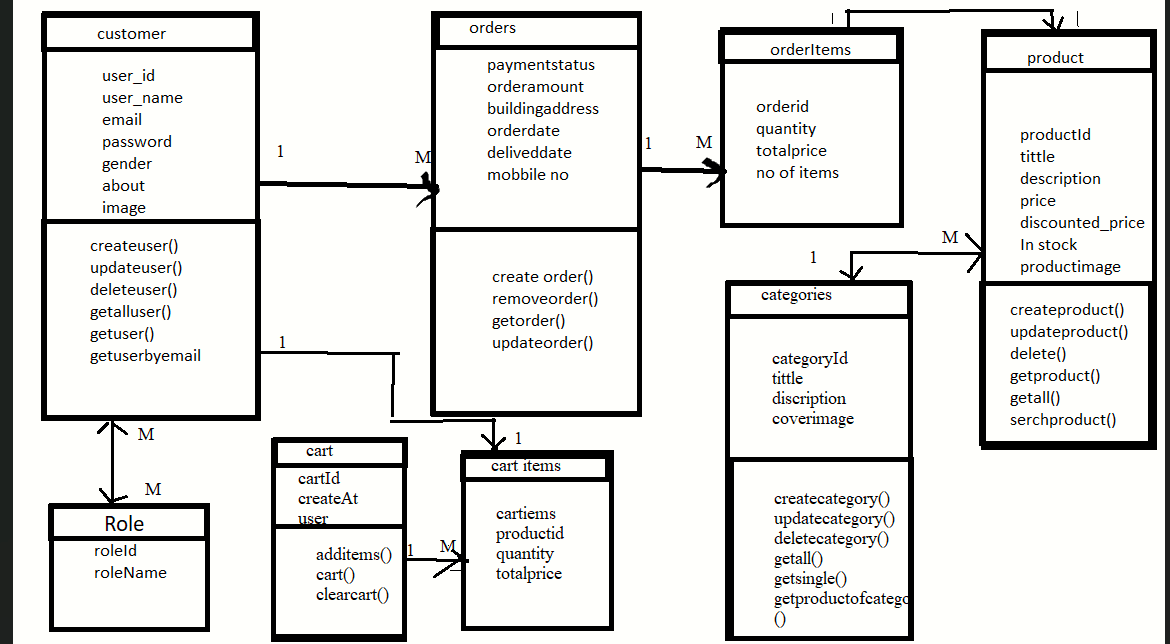 customer
user_id
user_name
email
password
gender
about
image
createuser()
updateuser()
deleteuser()
getalluser()
getuser()
getuserbyemail
1
M
1
orders
paymentstatus
orderamount
buildingaddress
orderdate
deliveddate
mobbile no
create order()
removeorder()
getorder()
updateorder()
1
M
orderItems
orderid
quantity
totalprice
no of items
|
|
product
productId
tittle
description
price
discounted_price
In stock
productimage
createproduct()
updateproduct()
delete()
getproduct()
getall()
serchproduct()
1
M
categories
categoryId
tittle
discription
coverimage
createcategory()
updatecategory()
deletecategory()
getall()
getsingle()
getproductofcatego
()
M
M
Role
roleId
roleName
cart
cartId
createAt
user
additems()
cart()
clearcart()
1
M
1
cart items
cartiems
productid
quantity
totalprice